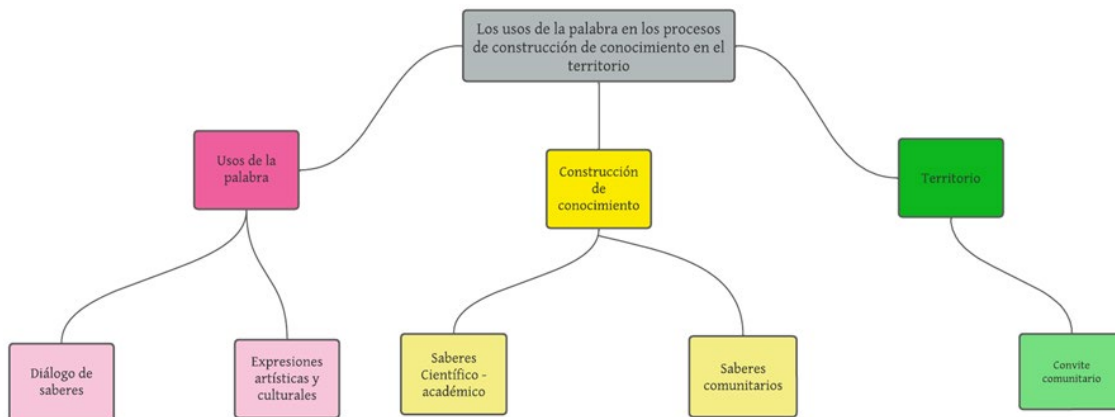 Los usos de la palabra en los procesos
de construcción de conocimiento en el
territorio
Usos de la
palabra
Construcción
de
conocimiento
Territorio
Diálogo de
saberes
Expresiones
artísticas y
culturales
Saberes
Científico -
académico
Saberes
comunitarios
Convite
comunitario